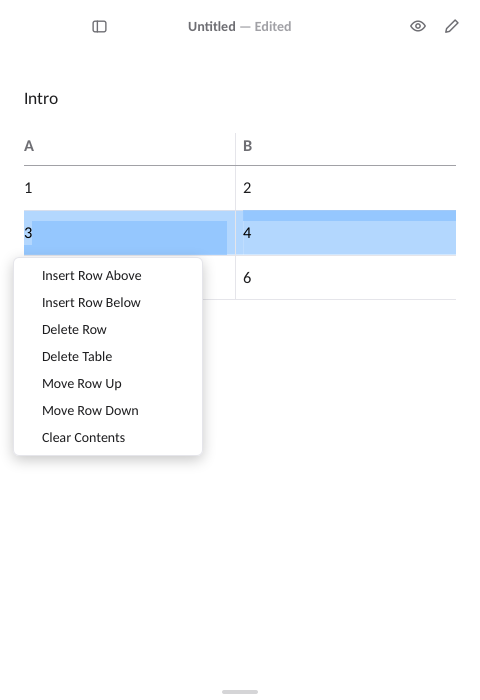 Untitled — Edited
Intro
A B
1 2
3 4
6
Insert Row Above
Insert Row Below
Delete Row
Delete Table
Move Row Up
Move Row Down
Clear Contents